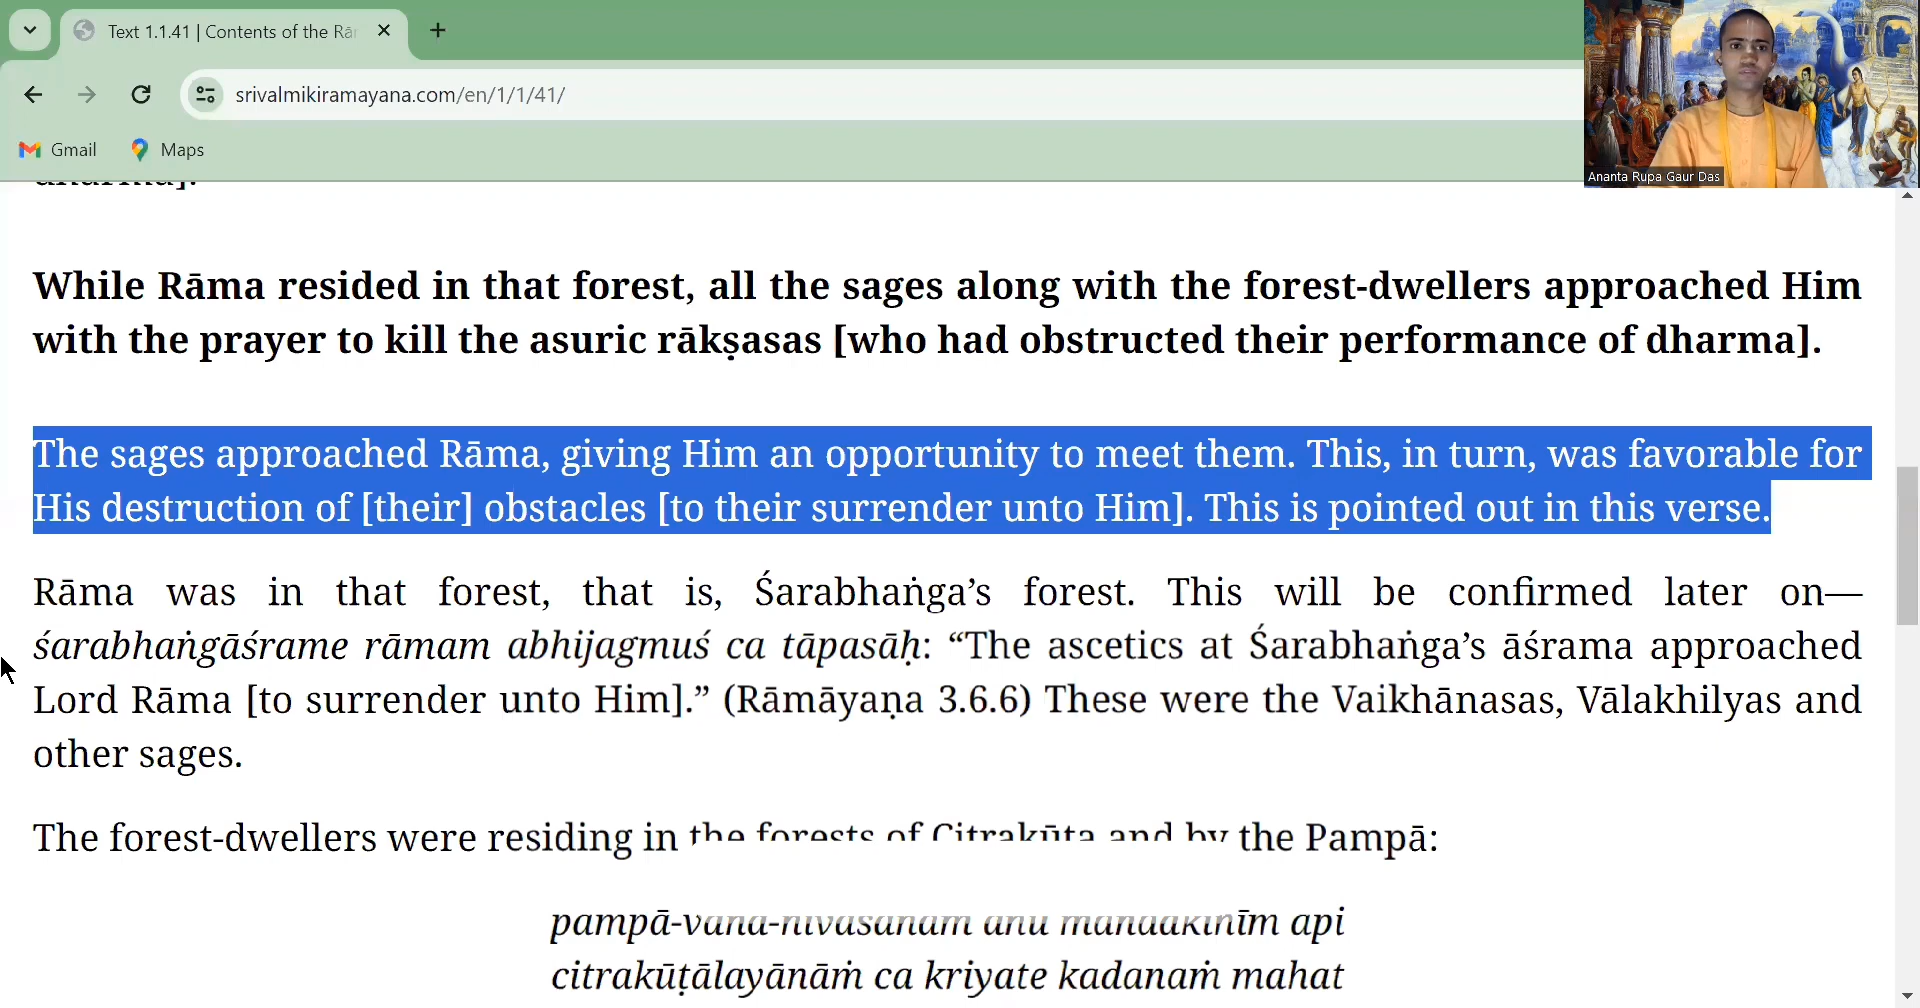 Text 1.1.41 | Contents of the Rā
srivalmikiramayana.com/en/1/1/41/
Gmail
Maps
Ananta Rupa Gaur Das
dharma].
While Rāma resided in that forest, all the sages along with the forest-dwellers approached Him
with the prayer to kill the asuric rākṣasas [who had obstructed their performance of dharma].
The sages approached Rāma, giving Him an opportunity to meet them. This, in turn, was favorable for
His destruction of [their] obstacles [to their surrender unto Him]. This is pointed out in this verse.
Rāma was in that forest, that is, Śarabhaṅga’s forest. This will be confirmed later on—
śarabhaṅgāśrame rāmam abhijagmuś ca tāpasāḥ: “The ascetics at Śarabhaṅga’s āśrama approached
Lord Rāma [to surrender unto Him].” (Rāmāyaṇa 3.6.6) These were the Vaikhānasas, Vālakhilyas and
other sages.
The forest-dwellers were residing in the forests of Citrakūṭa and by the Pampā:
pampā-vana-nivāsānām anu mandākinīm api
citrakūṭālayānāṁ ca kriyate kadanaṁ mahat